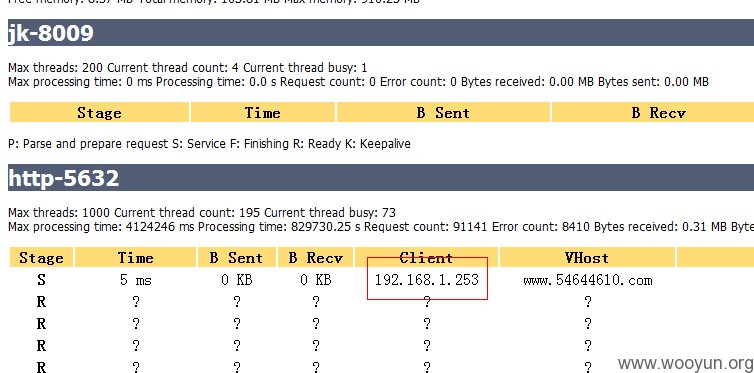 Free memory: 8.37 MB Total memory: 103.81 MB Max memory: 910.25 MB
jk-8009
Max threads: 200 Current thread count: 4 Current thread busy: 1
Max processing time: 0 ms Processing time: 0.0 s Request count: 0 Error count: 0 Bytes received: 0.00 MB Bytes sent: 0.00 MB
Stage Time B Sent B Recv
P: Parse and prepare request S: Service F: Finishing R: Ready K: Keepalive
http-5632
Max threads: 1000 Current thread count: 195 Current thread busy: 73
Max processing time: 4124246 ms Processing time: 829730.25 s Request count: 91141 Error count: 8410 Bytes received: 0.31 MB Bytes
Stage Time B Sent B Recv Client VHost
S 5 ms 0 KB 0 KB 192.168.1.253 www.54644610.com
R ? ? ? ? ?
R ? ? ? ? ?
R ? ? ? ? ?
R ? ? ? ? ?
www.wooyun.org